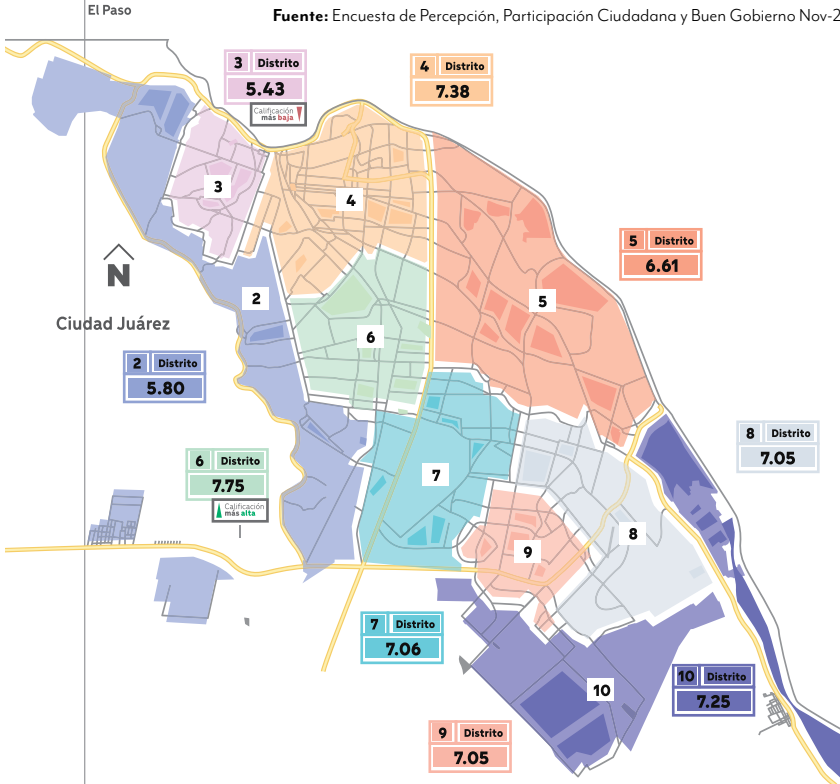 El Paso
Fuente: Encuesta de Percepción, Participación Ciudadana y Buen Gobierno Nov-2
3 Distrito
5.43
Calificación
más baja
4 Distrito
7.38
3
4
5 Distrito
6.61
N
2
5
Ciudad Juárez
6
2 Distrito
5.80
8 Distrito
7.05
6 Distrito
7.75
Calificación
más alta
7
8
9
7 Distrito
7.06
10
10 Distrito
7.25
9 Distrito
7.05